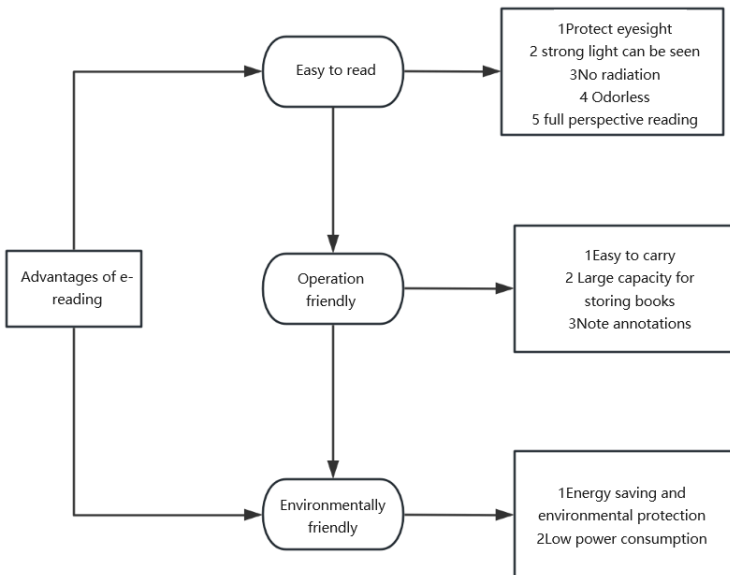 Easy to read
1Protect eyesight
2 strong light can be seen
3No radiation
4 Odorless
5 full perspective reading
Advantages of e-
reading
Operation
friendly
1Easy to carry
2 Large capacity for
storing books
3Note annotations
Environmentally
friendly
1Energy saving and
environmental protection
2Low power consumption